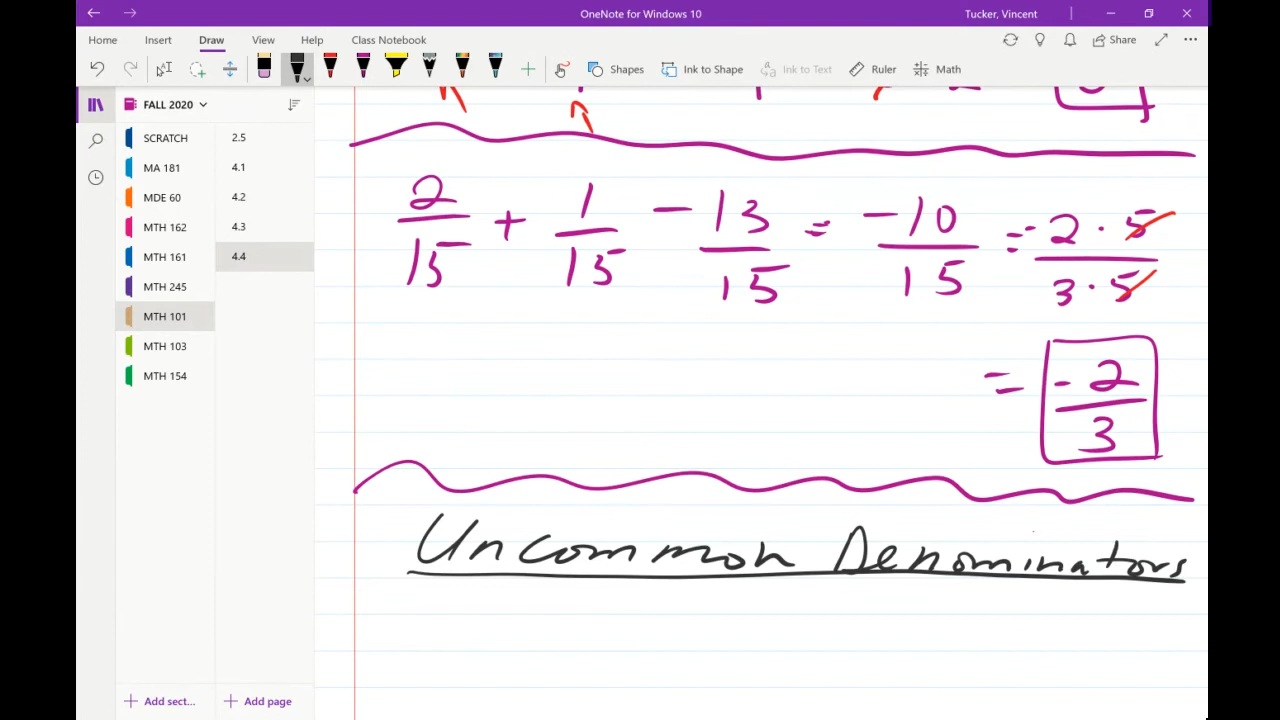 OneNote for Windows 10
Tucker, Vincent
Home Insert Draw View Help Class Notebook
Share
Shapes Ink to Shape Ink to Text Ruler Math
FALL 2020
SCRATCH
MA 181
MDE 60
MTH 162
MTH 161
MTH 245
MTH 101
MTH 103
MTH 154
2.5
4.1
4.2
4.3
4.4
2/15 + 1/15 - 13/15 = -10/15 = -2 · 5/3 · 5
= -2/3
Uncommon Denominators
Add sect...
Add page